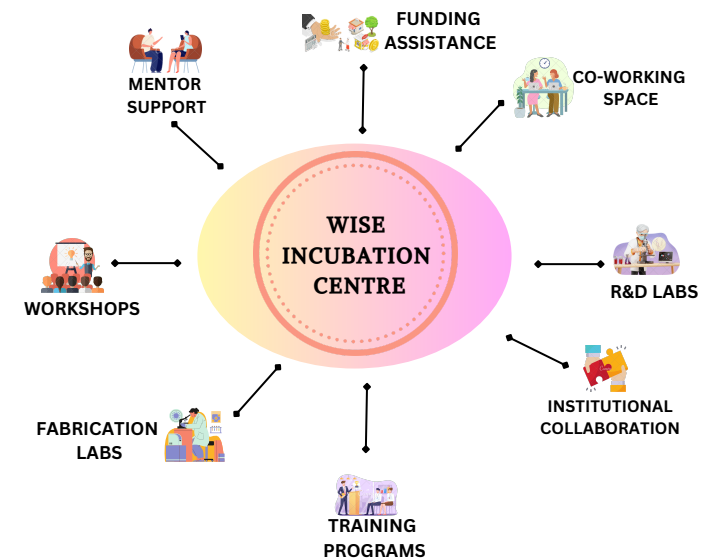 FUNDING
ASSISTANCE
MENTOR
SUPPORT
CO-WORKING
SPACE
WISE
INCUBATION
CENTRE
WORKSHOPS
R&D LABS
FABRICATION
LABS
INSTITUTIONAL
COLLABORATION
TRAINING
PROGRAMS